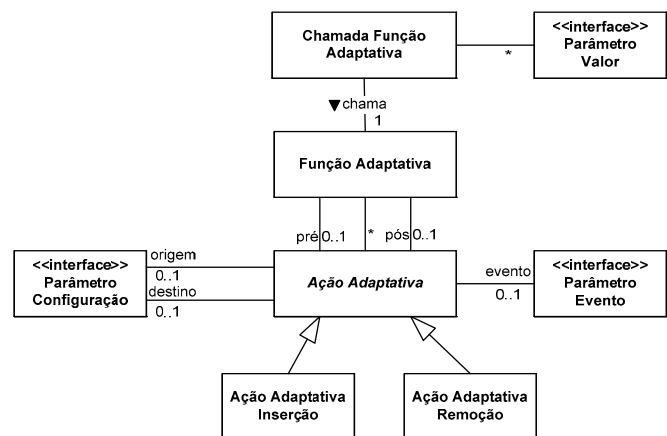 Chamada Função
Adaptativa
*
<<interface>>
Parâmetro
Valor
▼ chama
1
Função Adaptativa
pré 0..1
*
pós 0..1
<<interface>>
Parâmetro
Configuração
origem
0..1
destino
0..1
Ação Adaptativa
evento
0..1
<<interface>>
Parâmetro
Evento
Ação Adaptativa
Inserção
Ação Adaptativa
Remoção